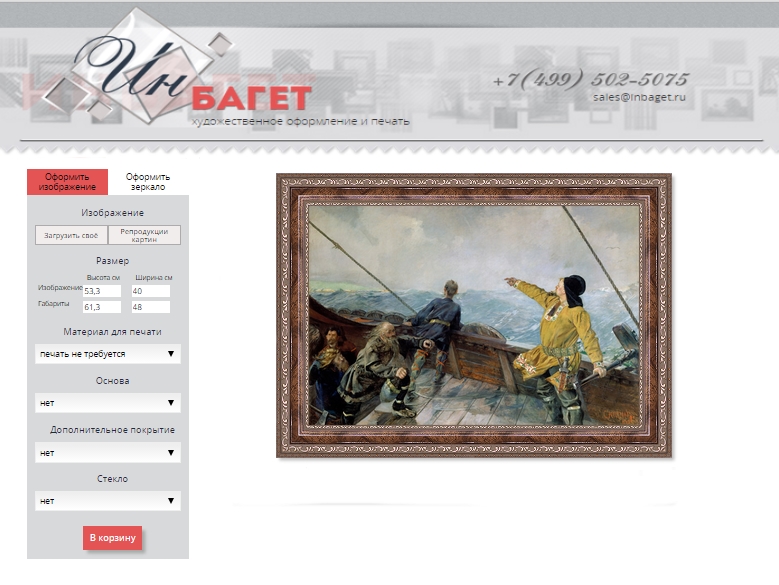 Ин
БАГЕТ
художественное оформление и печать
+7(499) 502-5075
sales@inbaget.ru
Оформить
изображение
Оформить
зеркало
Изображение
Загрузить своё
Репродукции
картин
Размер
Высота см Ширина см
Изображение 53,3 40
Габариты 61,3 48
Материал для печати
печать не требуется ▼
Основа
нет ▼
Дополнительное покрытие
нет ▼
Стекло
нет ▼
В корзину